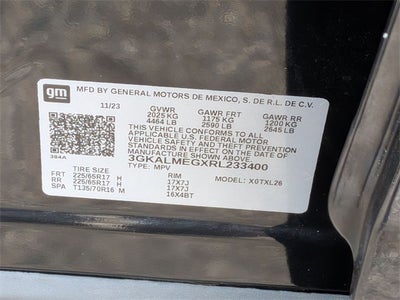 gm
MFD BY GENERAL MOTORS DE MEXICO, S. DE R.L. DE C.V.
11/23 GVWR GAWR FRT GAWR RR
2025 KG 1175 KG 1200 KG
4464 LB 2590 LB 2645 LB
THIS VEHICLE CONFORMS TO ALL
APPLICABLE U.S. FEDERAL MOTOR
VEHICLE SAFETY AND THEFT PREVENTION
STANDARDS IN EFFECT ON THE DATE OF
MANUFACTURE SHOWN ABOVE.
384A 3GKALMEGXRL233400
TYPE: MPV MODEL: X0TXL26
TIRE SIZE RIM
FRT 225/65R17 H 17X7J
RR 225/65R17 H 17X7J
SPA T135/70R16 M 16X4BT